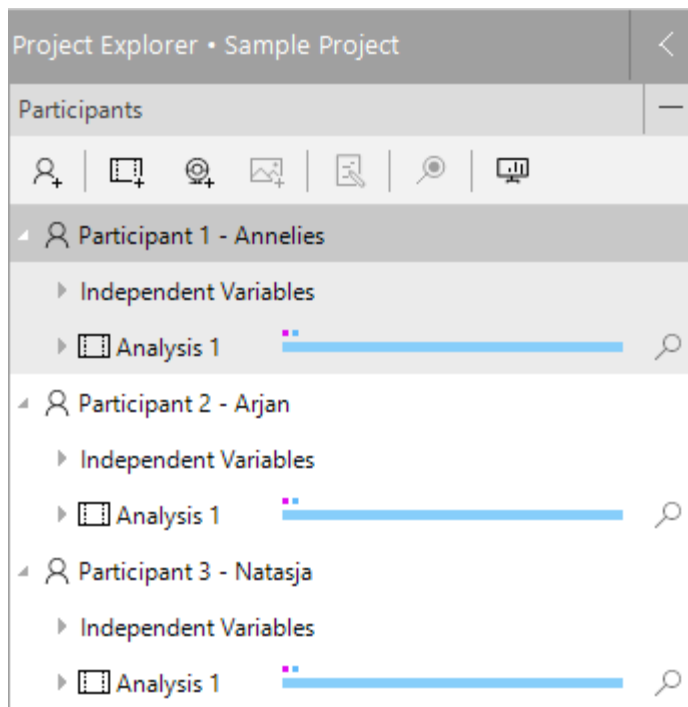 Project Explorer • Sample Project
Participants
Participant 1 - Annelies
Independent Variables
Analysis 1
Participant 2 - Arjan
Independent Variables
Analysis 1
Participant 3 - Natasja
Independent Variables
Analysis 1